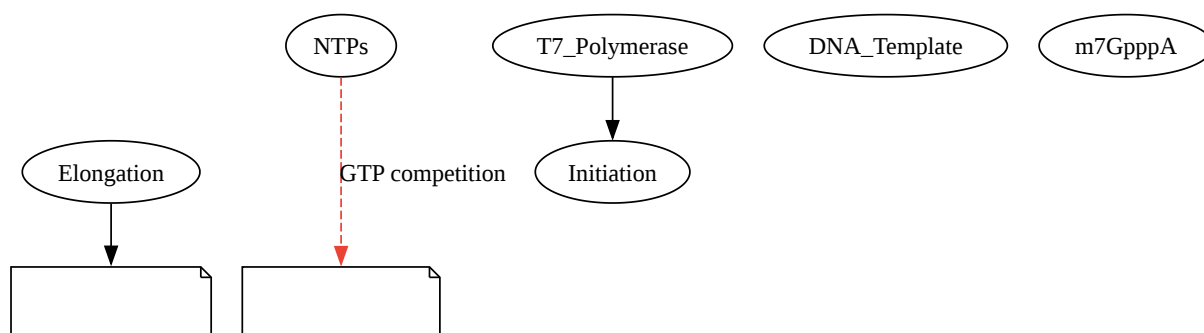 NTPs
T7_Polymerase
DNA_Template
m7GpppA
Elongation
GTP competition
Initiation